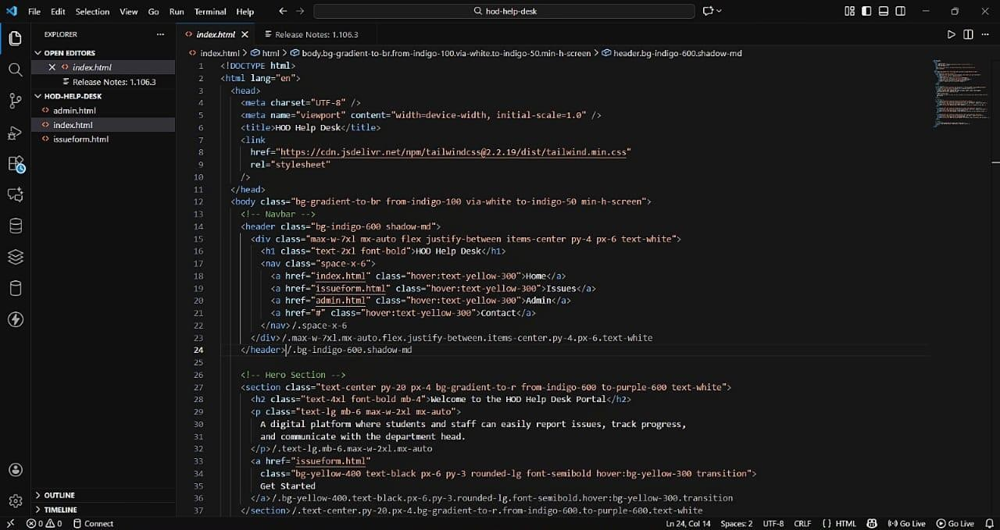 File Edit Selection View Go Run Terminal Help
hod-help-desk
EXPLORER
index.html
Release Notes: 1.106.3
OPEN EDITORS
index.html
Release Notes: 1.106.3
HOD-HELP-DESK
admin.html
index.html
issueform.html
index.html > html > body.bg-gradient-to-br.from-indigo-100.via-white.to-indigo-50.min-h-screen > header.bg-indigo-600.shadow-md
1 <!DOCTYPE html>
2 <html lang="en">
3 <head>
4 <meta charset="UTF-8" />
5 <meta name="viewport" content="width=device-width, initial-scale=1.0" />
6 <title>HOD Help Desk</title>
7 <link
8 href="https://cdn.jsdelivr.net/npm/tailwindcss@2.2.19/dist/tailwind.min.css"
9 rel="stylesheet"
10 />
11 </head>
12 <body class="bg-gradient-to-br from-indigo-100 via-white to-indigo-50 min-h-screen">
13 <!-- Navbar -->
14 <header class="bg-indigo-600 shadow-md">
15 <div class="max-w-7xl mx-auto flex justify-between items-center py-4 px-6 text-white">
16 <h1 class="text-2xl font-bold">HOD Help Desk</h1>
17 <nav class="space-x-6">
18 <a href="index.html" class="hover:text-yellow-300">Home</a>
19 <a href="issueform.html" class="hover:text-yellow-300">Issues</a>
20 <a href="admin.html" class="hover:text-yellow-300">Admin</a>
21 <a href="#" class="hover:text-yellow-300">Contact</a>
22 </nav>/.space-x-6
23 </div>/.max-w-7xl.mx-auto.flex.justify-between.items-center.py-4.px-6.text-white
24 </header>/.bg-indigo-600.shadow-md
25
26 <!-- Hero Section -->
27 <section class="text-center py-20 px-4 bg-gradient-to-r from-indigo-600 to-purple-600 text-white">
28 <h2 class="text-4xl font-bold mb-4">Welcome to the HOD Help Desk Portal</h2>
29 <p class="text-lg mb-6 max-w-2xl mx-auto">
30 A digital platform where students and staff can easily report issues, track progress,
31 and communicate with the department head.
32 </p>/.text-lg.mb-6.max-w-2xl.mx-auto
33 <a href="issueform.html"
34 class="bg-yellow-400 text-black px-6 py-3 rounded-lg font-semibold hover:bg-yellow-300 transition">
35 Get Started
36 </a>/.bg-yellow-400.text-black.px-6.py-3.rounded-lg.font-semibold.hover:bg-yellow-300.transition
37 </section>/.text-center.py-20.px-4.bg-gradient-to-r.from-indigo-600.to-purple-600.text-white
OUTLINE
TIMELINE
0 0 Connect
Ln 24, Col 14 Spaces: 2 UTF-8 CRLF { } HTML Go Live Go Live